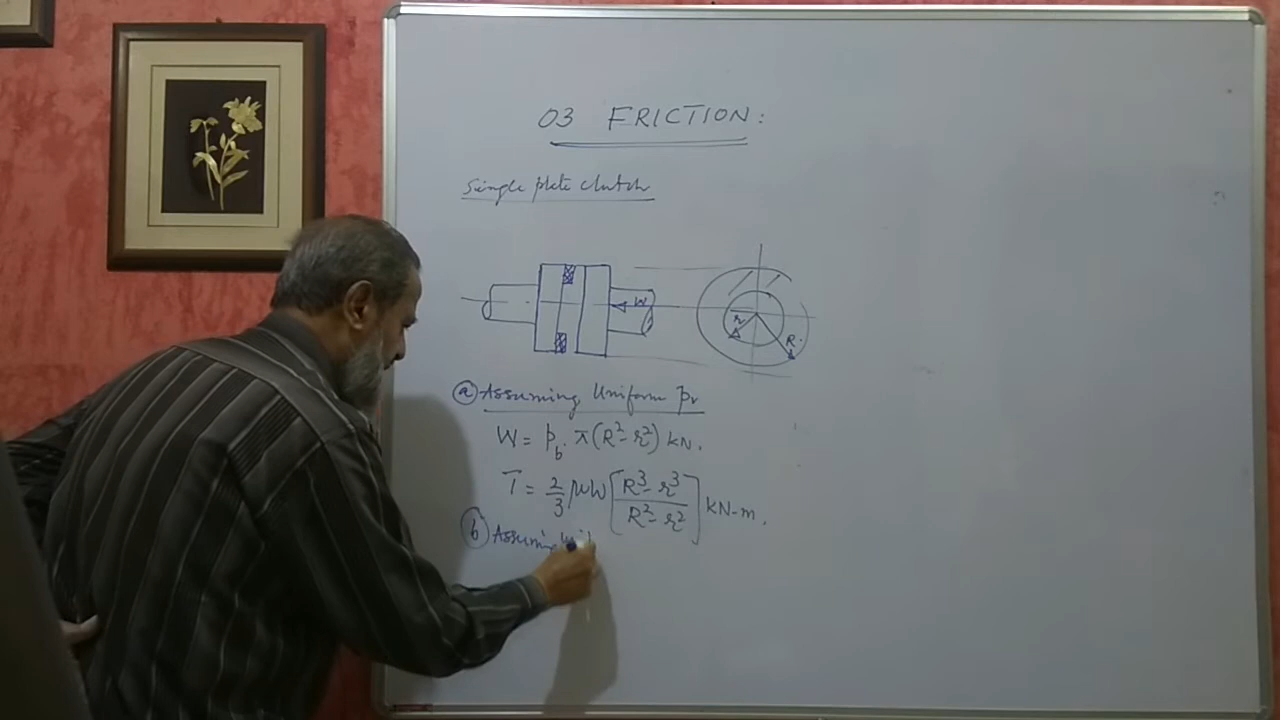 03 FRICTION:
Single plate clutch
W
r
R.
(a) Assuming Uniform pr
W = p_b. π(R²-r²) kN.
T = 2/3 μW [R³-r³/R²-r²] kN-m.
(b) Assuming